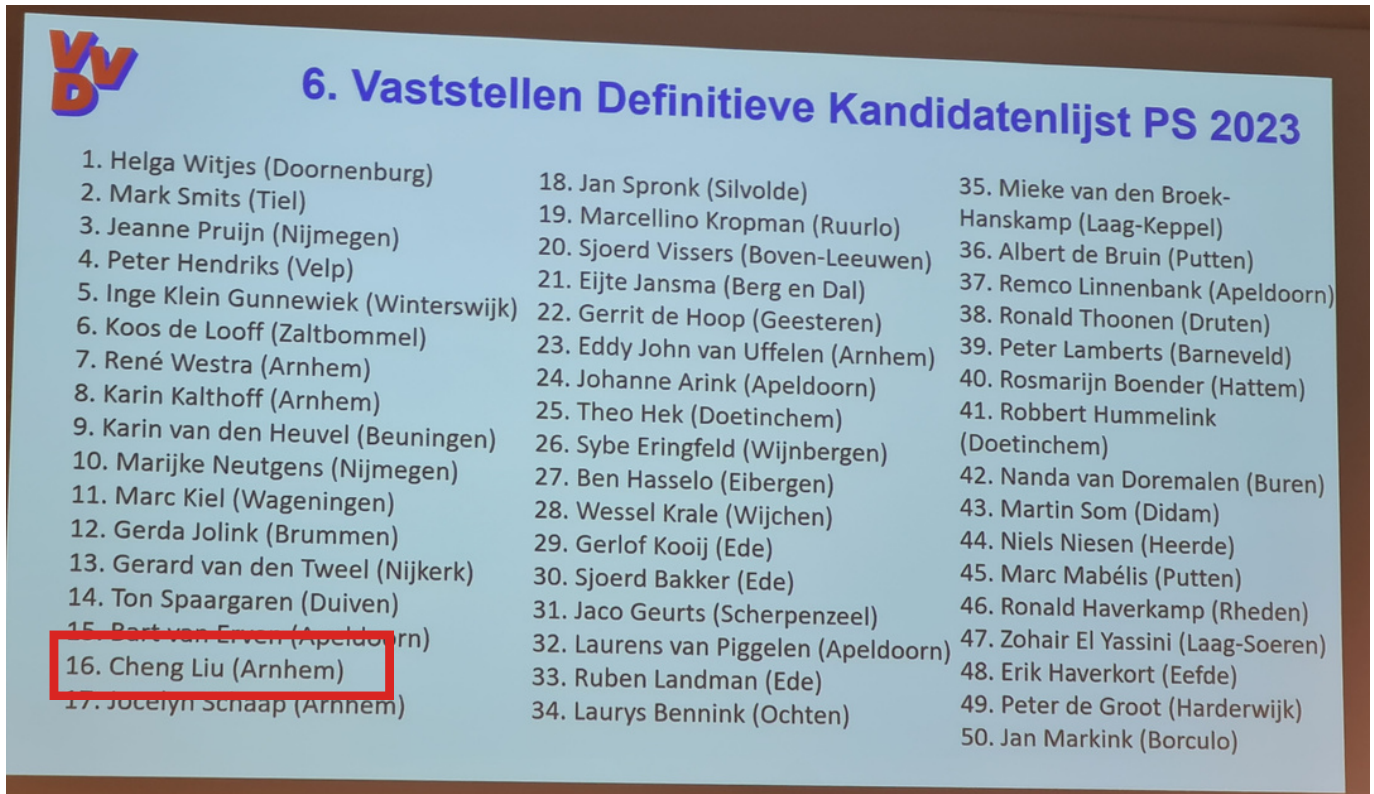 VVD
6. Vaststellen Definitieve Kandidatenlijst PS 2023
1. Helga Witjes (Doornenburg)
2. Mark Smits (Tiel)
3. Jeanne Pruijn (Nijmegen)
4. Peter Hendriks (Velp)
5. Inge Klein Gunnewiek (Winterswijk)
6. Koos de Looff (Zaltbommel)
7. René Westra (Arnhem)
8. Karin Kalthoff (Arnhem)
9. Karin van den Heuvel (Beuningen)
10. Marijke Neutgens (Nijmegen)
11. Marc Kiel (Wageningen)
12. Gerda Jolink (Brummen)
13. Gerard van den Tweel (Nijkerk)
14. Ton Spaargaren (Duiven)
15. Bart van Erven (Apeldoorn)
16. Cheng Liu (Arnhem)
17. Jocelyn Schaap (Arnhem)
18. Jan Spronk (Silvolde)
19. Marcellino Kropman (Ruurlo)
20. Sjoerd Vissers (Boven-Leeuwen)
21. Eijte Jansma (Berg en Dal)
22. Gerrit de Hoop (Geesteren)
23. Eddy John van Uffelen (Arnhem)
24. Johanne Arink (Apeldoorn)
25. Theo Hek (Doetinchem)
26. Sybe Eringfeld (Wijnbergen)
27. Ben Hasselo (Eibergen)
28. Wessel Krale (Wijchen)
29. Gerlof Kooij (Ede)
30. Sjoerd Bakker (Ede)
31. Jaco Geurts (Scherpenzeel)
32. Laurens van Piggelen (Apeldoorn)
33. Ruben Landman (Ede)
34. Laurys Bennink (Ochten)
35. Mieke van den Broek-
Hanskamp (Laag-Keppel)
36. Albert de Bruin (Putten)
37. Remco Linnenbank (Apeldoorn)
38. Ronald Thoonen (Druten)
39. Peter Lamberts (Barneveld)
40. Rosmarijn Boender (Hattem)
41. Robbert Hummelink
(Doetinchem)
42. Nanda van Doremalen (Buren)
43. Martin Som (Didam)
44. Niels Niesen (Heerde)
45. Marc Mabélis (Putten)
46. Ronald Haverkamp (Rheden)
47. Zohair El Yassini (Laag-Soeren)
48. Erik Haverkort (Eefde)
49. Peter de Groot (Harderwijk)
50. Jan Markink (Borculo)